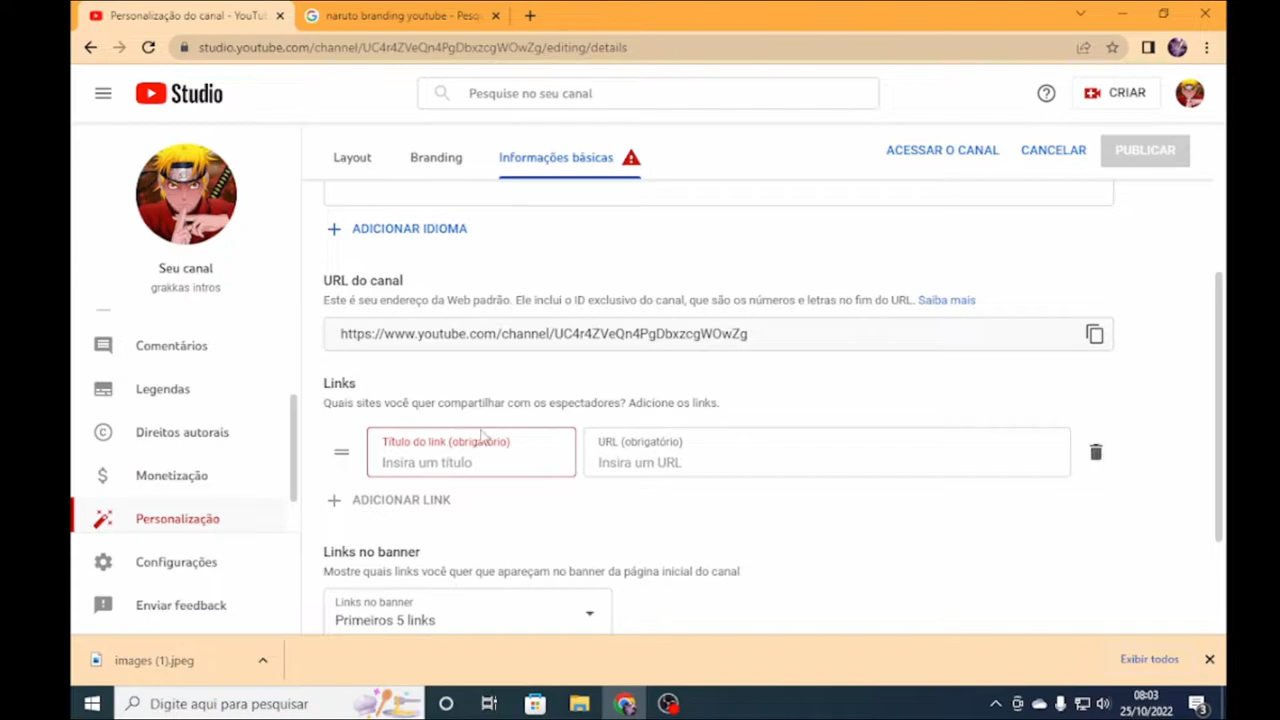 Personalização do canal - YouTu
naruto branding youtube - Pesq
studio.youtube.com/channel/UC4r4ZVeQn4PgDbxzcgWOwZg/editing/details
Studio
Pesquise no seu canal
CRIAR
Layout
Branding
Informações básicas
ACESSAR O CANAL
CANCELAR
PUBLICAR
Seu canal
grakkas intros
Comentários
Legendas
Direitos autorais
Monetização
Personalização
Configurações
Enviar feedback
ADICIONAR IDIOMA
URL do canal
Este é seu endereço da Web padrão. Ele inclui o ID exclusivo do canal, que são os números e letras no fim do URL. Saiba mais
https://www.youtube.com/channel/UC4r4ZVeQn4PgDbxzcgWOwZg
Links
Quais sites você quer compartilhar com os espectadores? Adicione os links.
Título do link (obrigatório)
Insira um título
URL (obrigatório)
Insira um URL
ADICIONAR LINK
Links no banner
Mostre quais links você quer que apareçam no banner da página inicial do canal
Links no banner
Primeiros 5 links
images (1).jpeg
Exibir todos
Digite aqui para pesquisar
08:03
25/10/2022
3